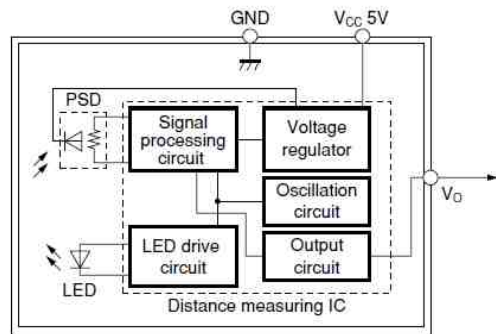 GND
VCC 5V
PSD
Signal
processing
circuit
Voltage
regulator
Oscillation
circuit
VO
LED drive
circuit
Output
circuit
LED
Distance measuring IC